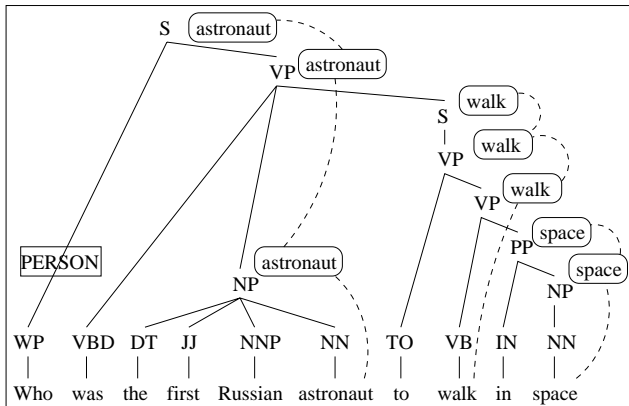 S astronaut
VP astronaut
S walk
VP walk
VP walk
PP space
PERSON
NP astronaut
NP space
WP VBD DT JJ NNP NN TO VB IN NN
Who was the first Russian astronaut to walk in space